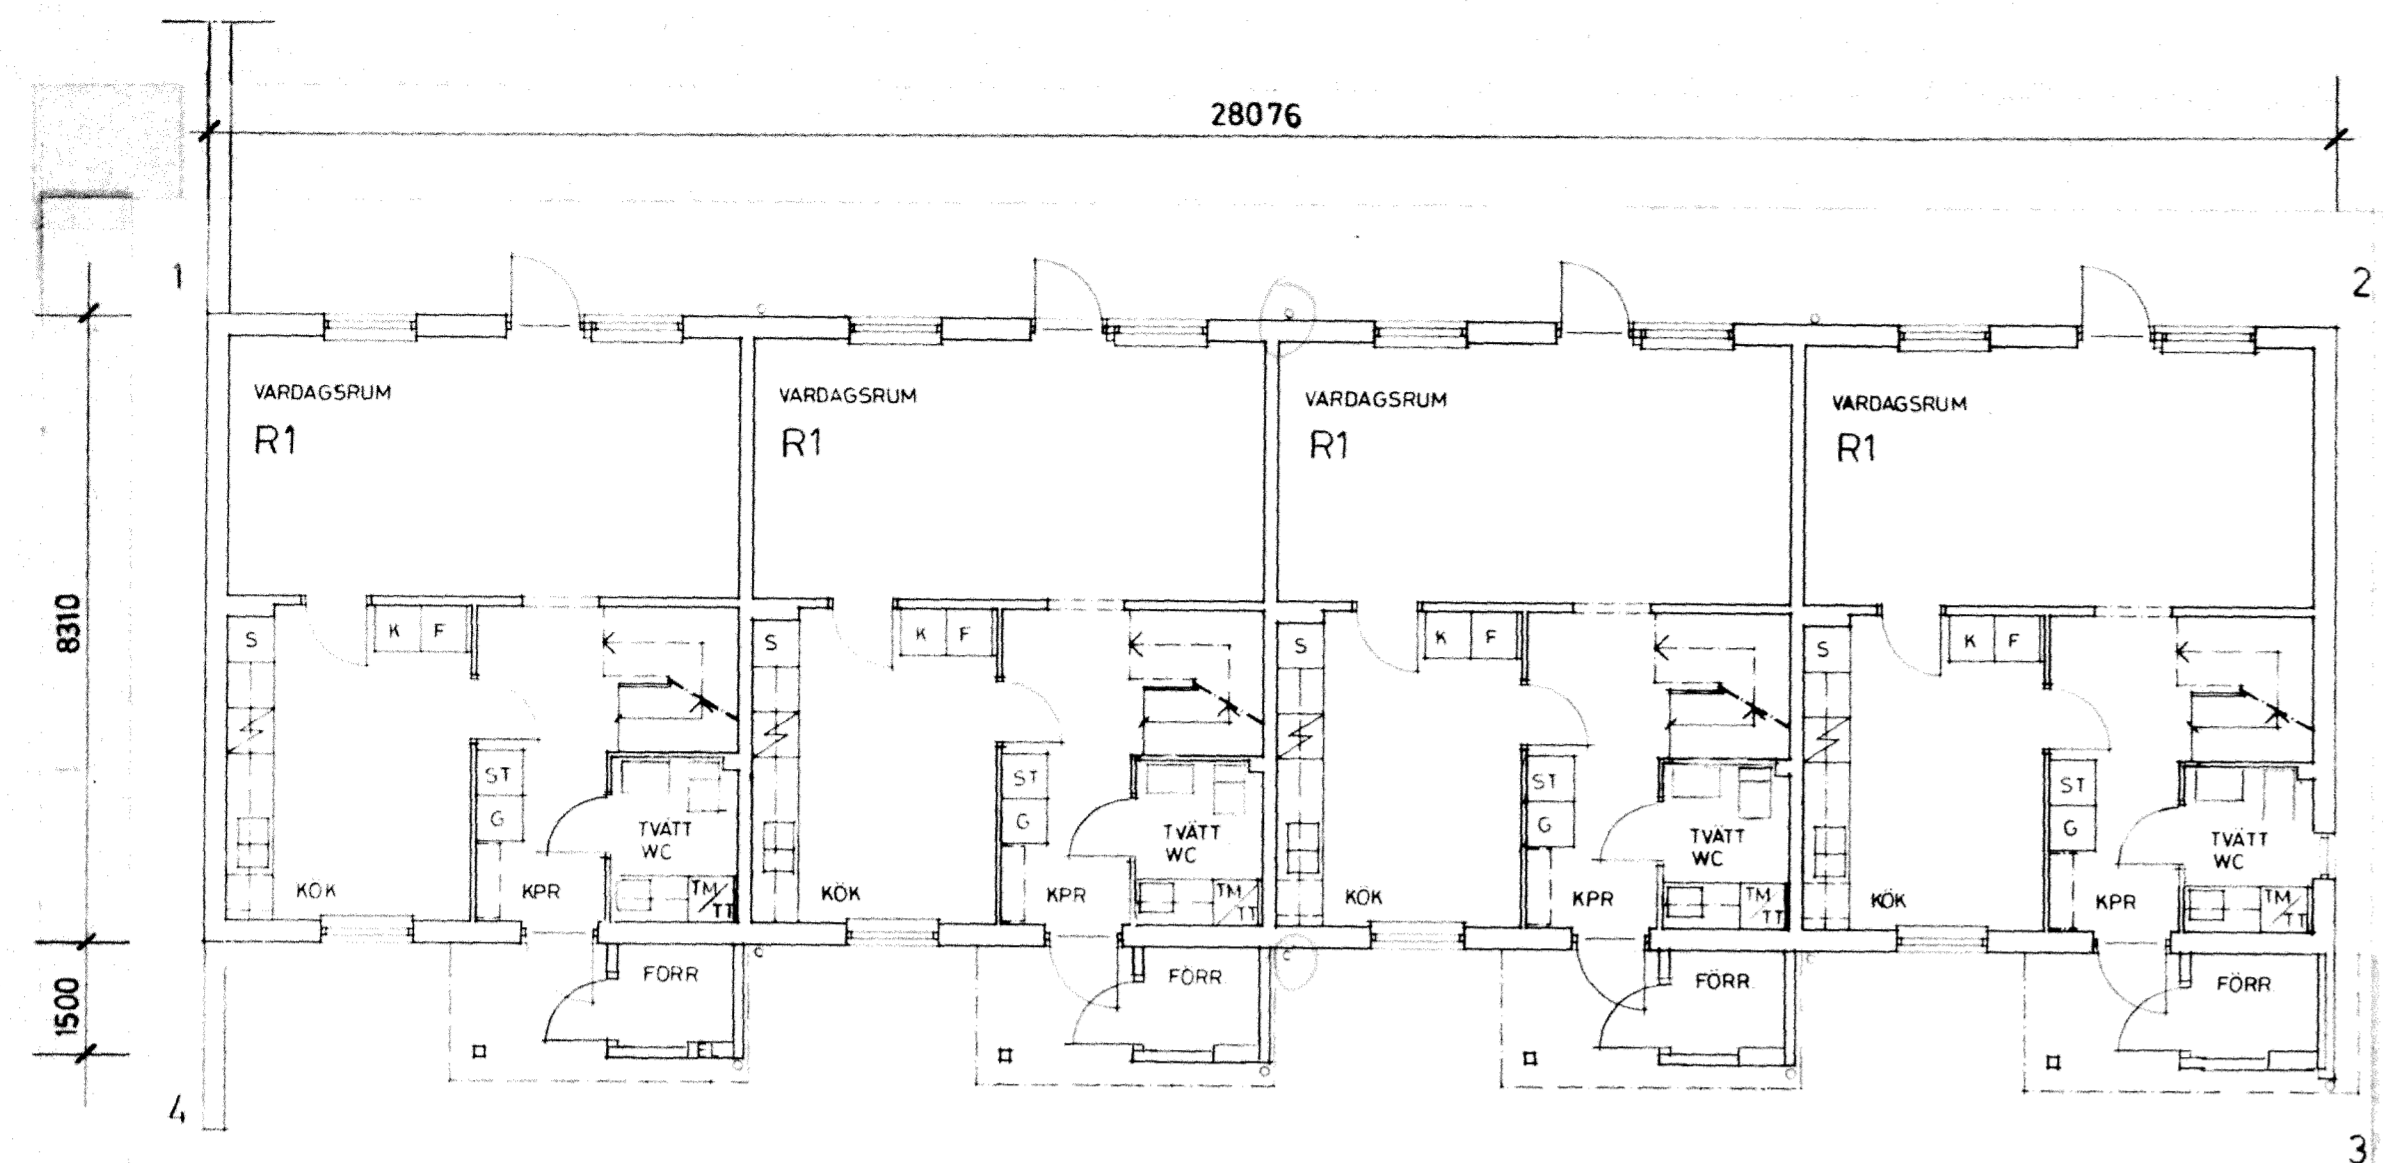 28076
1
2
VARDAGSRUM
R1
VARDAGSRUM
R1
VARDAGSRUM
R1
VARDAGSRUM
R1
8310
S
K F
S
K F
S
K F
S
K F
ST
G
ST
G
ST
G
ST
G
TVÄTT
WC
TVÄTT
WC
TVÄTT
WC
TVÄTT
WC
KÖK
KPR
TM/TT
KÖK
KPR
TM/TT
KÖK
KPR
TM/TT
KÖK
KPR
TM/TT
1500
FÖRR
EL
FÖRR
FÖRR
FÖRR
4
3